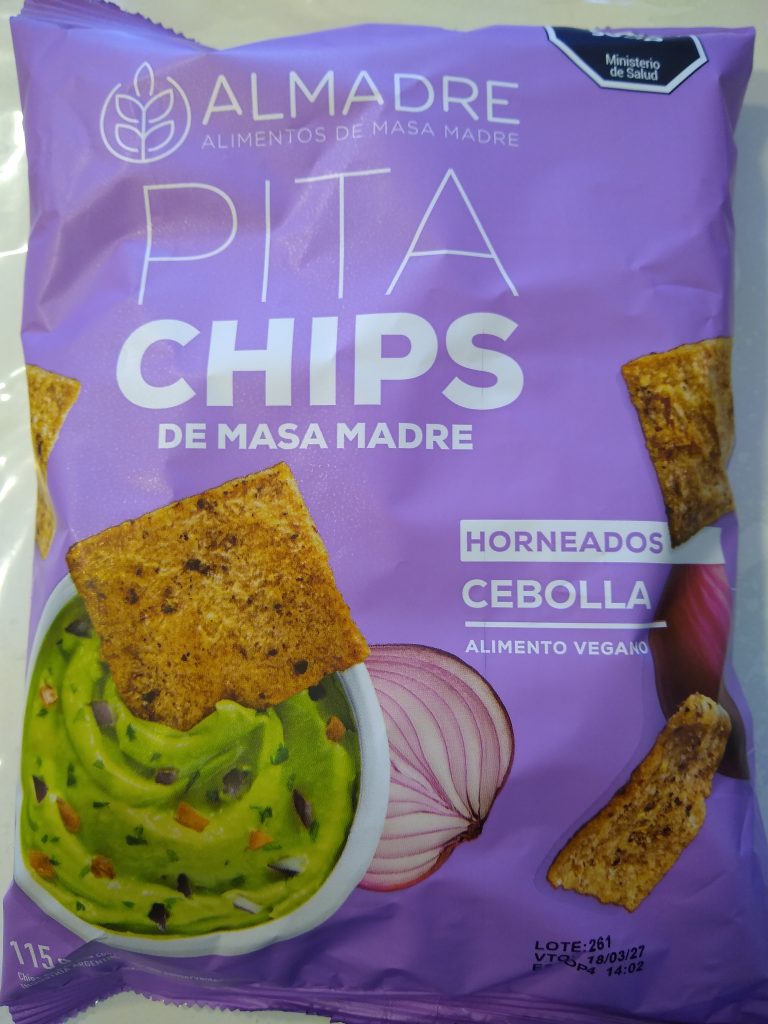 Ministerio
de Salud
ALMADRE
ALIMENTOS DE MASA MADRE
PITA
CHIPS
DE MASA MADRE
HORNEADOS
CEBOLLA
ALIMENTO VEGANO
115
LOTE:261
VTO 18/03/27
14:02